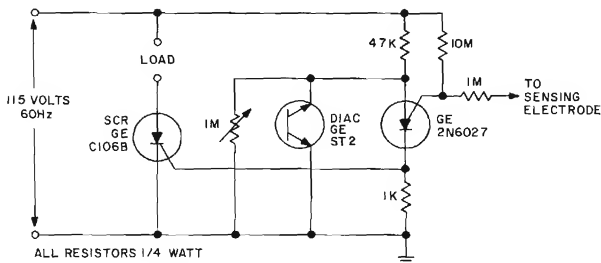 115 VOLTS
60Hz
LOAD
SCR
GE
C106B
1M
DIAC
GE
ST2
47K
10M
1M
TO
SENSING
ELECTRODE
GE
2N6027
1K
ALL RESISTORS 1/4 WATT